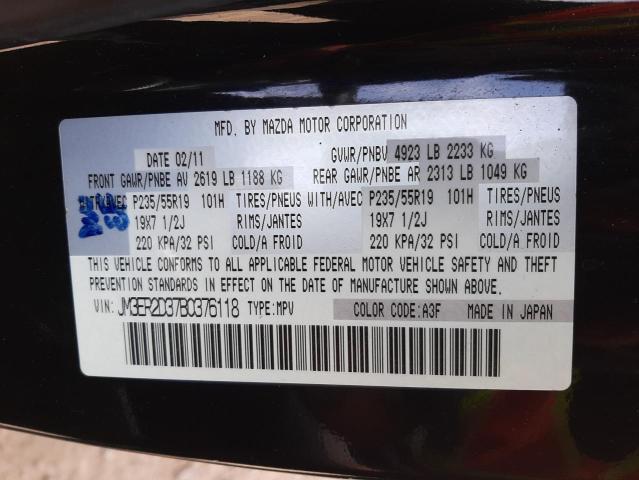 MFD. BY MAZDA MOTOR CORPORATION
DATE 02/11 GVWR/PNBV 4923 LB 2233 KG
FRONT GAWR/PNBE AV 2619 LB 1188 KG REAR GAWR/PNBE AR 2313 LB 1049 KG
WITH/AVEC P235/55R19 101H TIRES/PNEUS WITH/AVEC P235/55R19 101H TIRES/PNEUS
19X7 1/2J RIMS/JANTES 19X7 1/2J RIMS/JANTES
220 KPA/32 PSI COLD/A FROID 220 KPA/32 PSI COLD/A FROID
THIS VEHICLE CONFORMS TO ALL APPLICABLE FEDERAL MOTOR VEHICLE SAFETY AND THEFT
PREVENTION STANDARDS IN EFFECT ON THE DATE OF MANUFACTURE SHOWN ABOVE.
VIN: JM3ER2D37B0376118 TYPE:MPV COLOR CODE:A3F MADE IN JAPAN